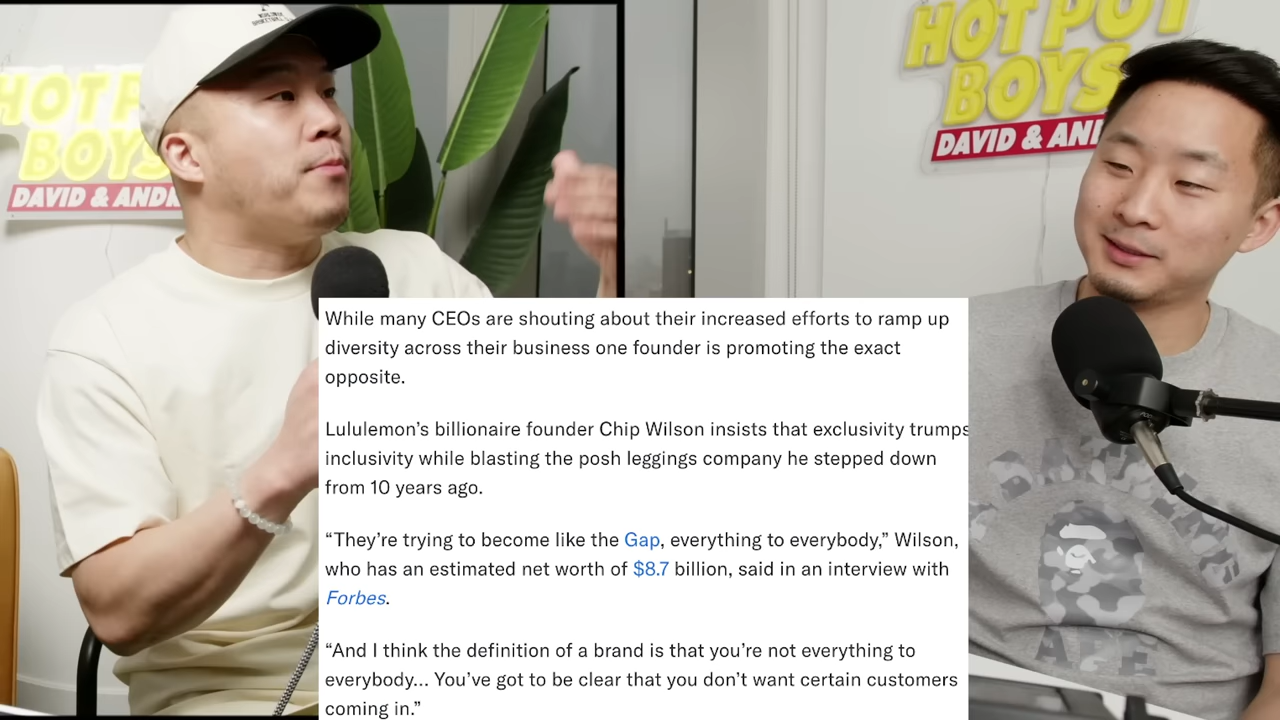 HOT P
BOYS
DAVID & ANDR
HOT POT
BOYS
DAVID & AN
While many CEOs are shouting about their increased efforts to ramp up
diversity across their business one founder is promoting the exact
opposite.
Lululemon’s billionaire founder Chip Wilson insists that exclusivity trumps
inclusivity while blasting the posh leggings company he stepped down
from 10 years ago.
“They’re trying to become like the Gap, everything to everybody,” Wilson,
who has an estimated net worth of $8.7 billion, said in an interview with
Forbes.
“And I think the definition of a brand is that you’re not everything to
everybody... You’ve got to be clear that you don’t want certain customers
coming in.”